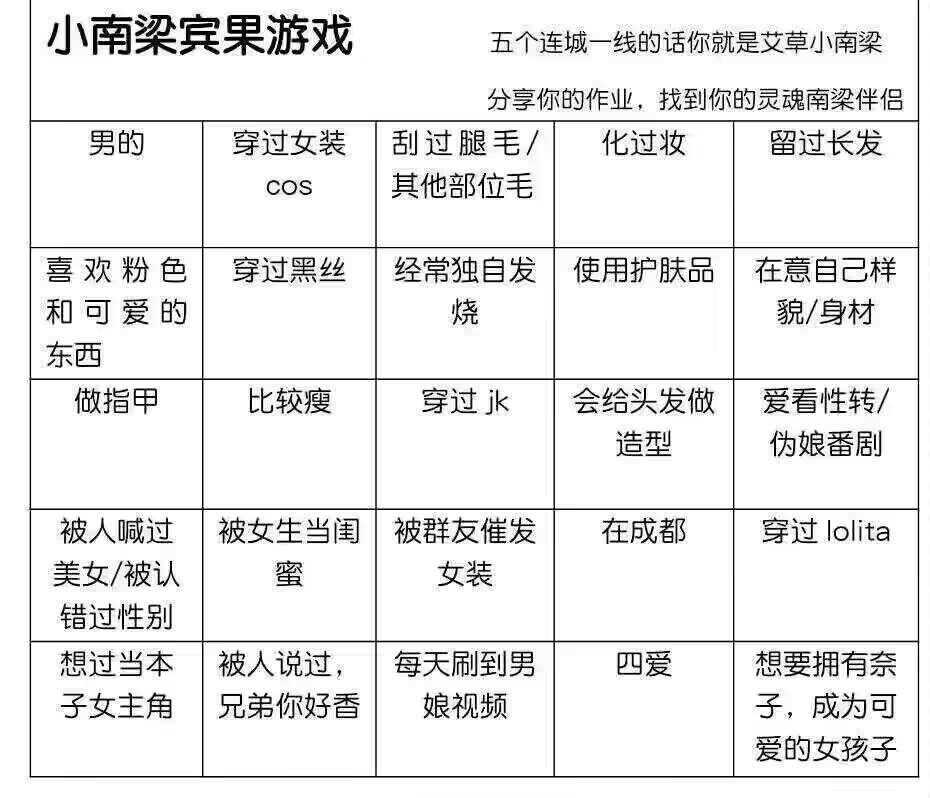 小南梁宾果游戏
五个连城一线的话你就是艾草小南梁
分享你的作业，找到你的灵魂南梁伴侣
男的
穿过女装
cos
刮过腿毛/
其他部位毛
化过妆
留过长发
喜欢粉色
和可爱的
东西
穿过黑丝
经常独自发
烧
使用护肤品
在意自己样
貌/身材
做指甲
比较瘦
穿过 jk
会给头发做
造型
爱看性转/
伪娘番剧
被人喊过
美女/被认
错过性别
被女生当闺
蜜
被群友催发
女装
在成都
穿过 lolita
想过当本
子女主角
被人说过，
兄弟你好香
每天刷到男
娘视频
四爱
想要拥有奈
子，成为可
爱的女孩子